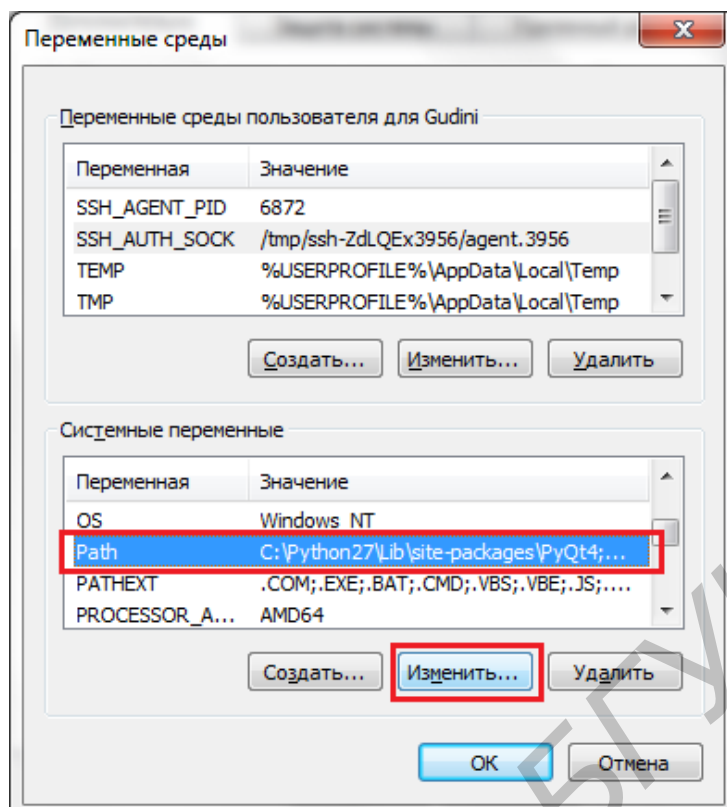 Переменные среды
Переменные среды пользователя для Gudini
Переменная Значение
SSH_AGENT_PID 6872
SSH_AUTH_SOCK /tmp/ssh-ZdLQEx3956/agent.3956
TEMP %USERPROFILE%\AppData\Local\Temp
TMP %USERPROFILE%\AppData\Local\Temp
Создать... Изменить... Удалить
Системные переменные
Переменная Значение
OS Windows_NT
Path C:\Python27\Lib\site-packages\PyQt4;...
PATHEXT .COM;.EXE;.BAT;.CMD;.VBS;.VBE;.JS;....
PROCESSOR_A... AMD64
Создать... Изменить... Удалить
OK Отмена